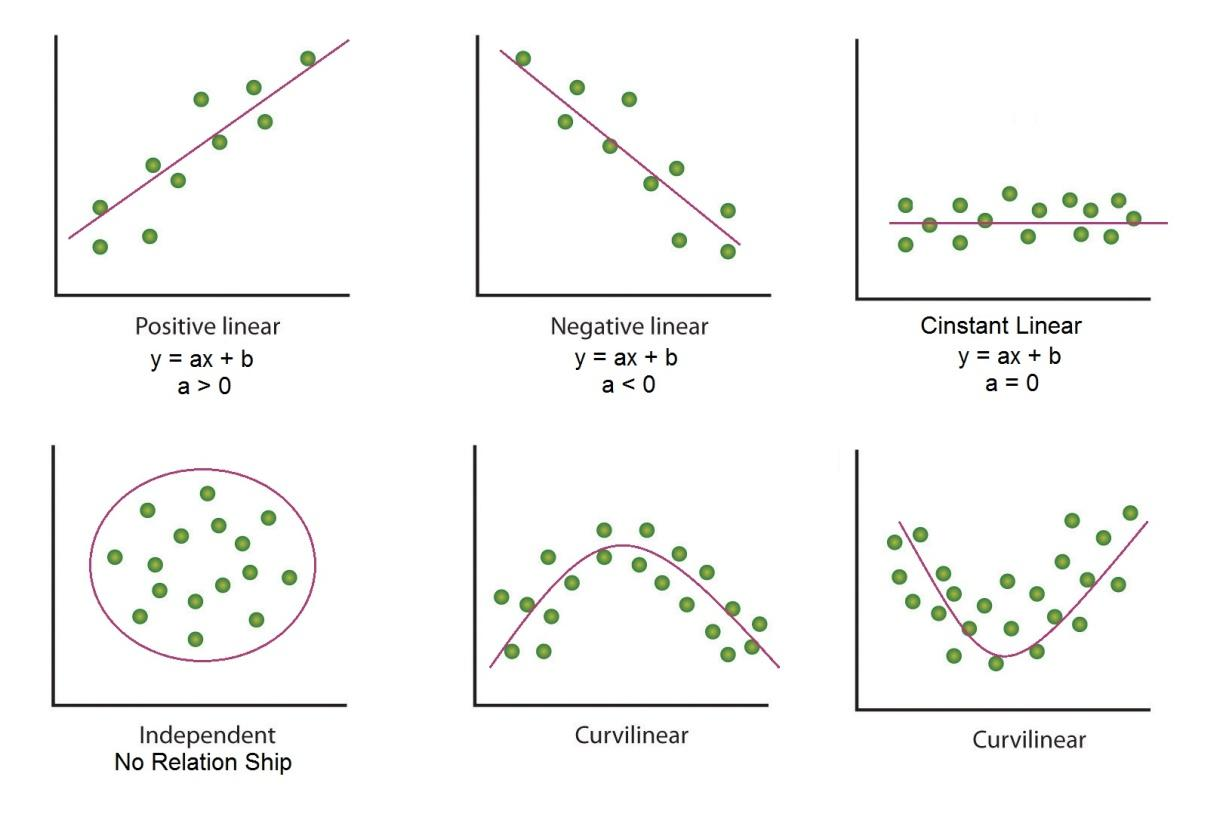 Positive linear
y = ax + b
a > 0
Negative linear
y = ax + b
a < 0
Cinstant Linear
y = ax + b
a = 0
Independent
No Relation Ship
Curvilinear
Curvilinear